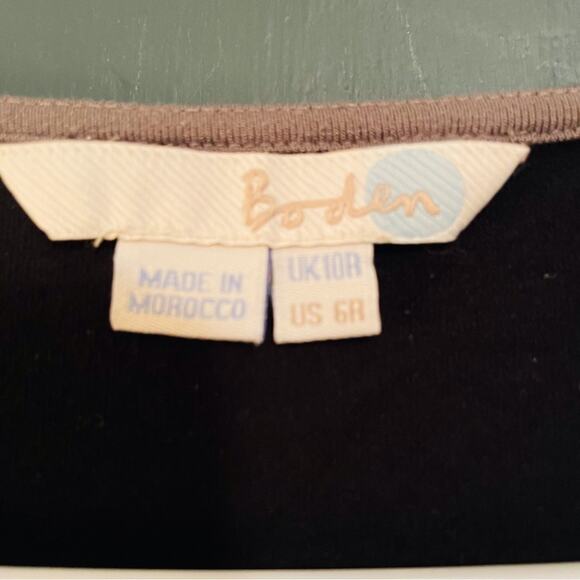 Boden
MADE IN
MOROCCO
UK10R
US 6R